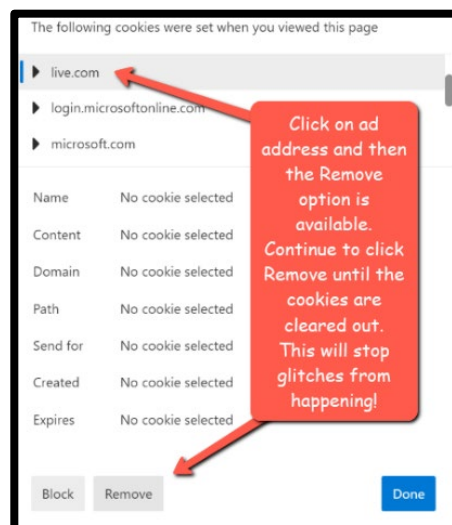 The following cookies were set when you viewed this page
live.com
login.microsoftonline.com
microsoft.com
Click on ad
address and then
the Remove
option is
available.
Continue to click
Remove until the
cookies are
cleared out.
This will stop
glitches from
happening!
Name No cookie selected
Content No cookie selected
Domain No cookie selected
Path No cookie selected
Send for No cookie selected
Created No cookie selected
Expires No cookie selected
Block Remove Done